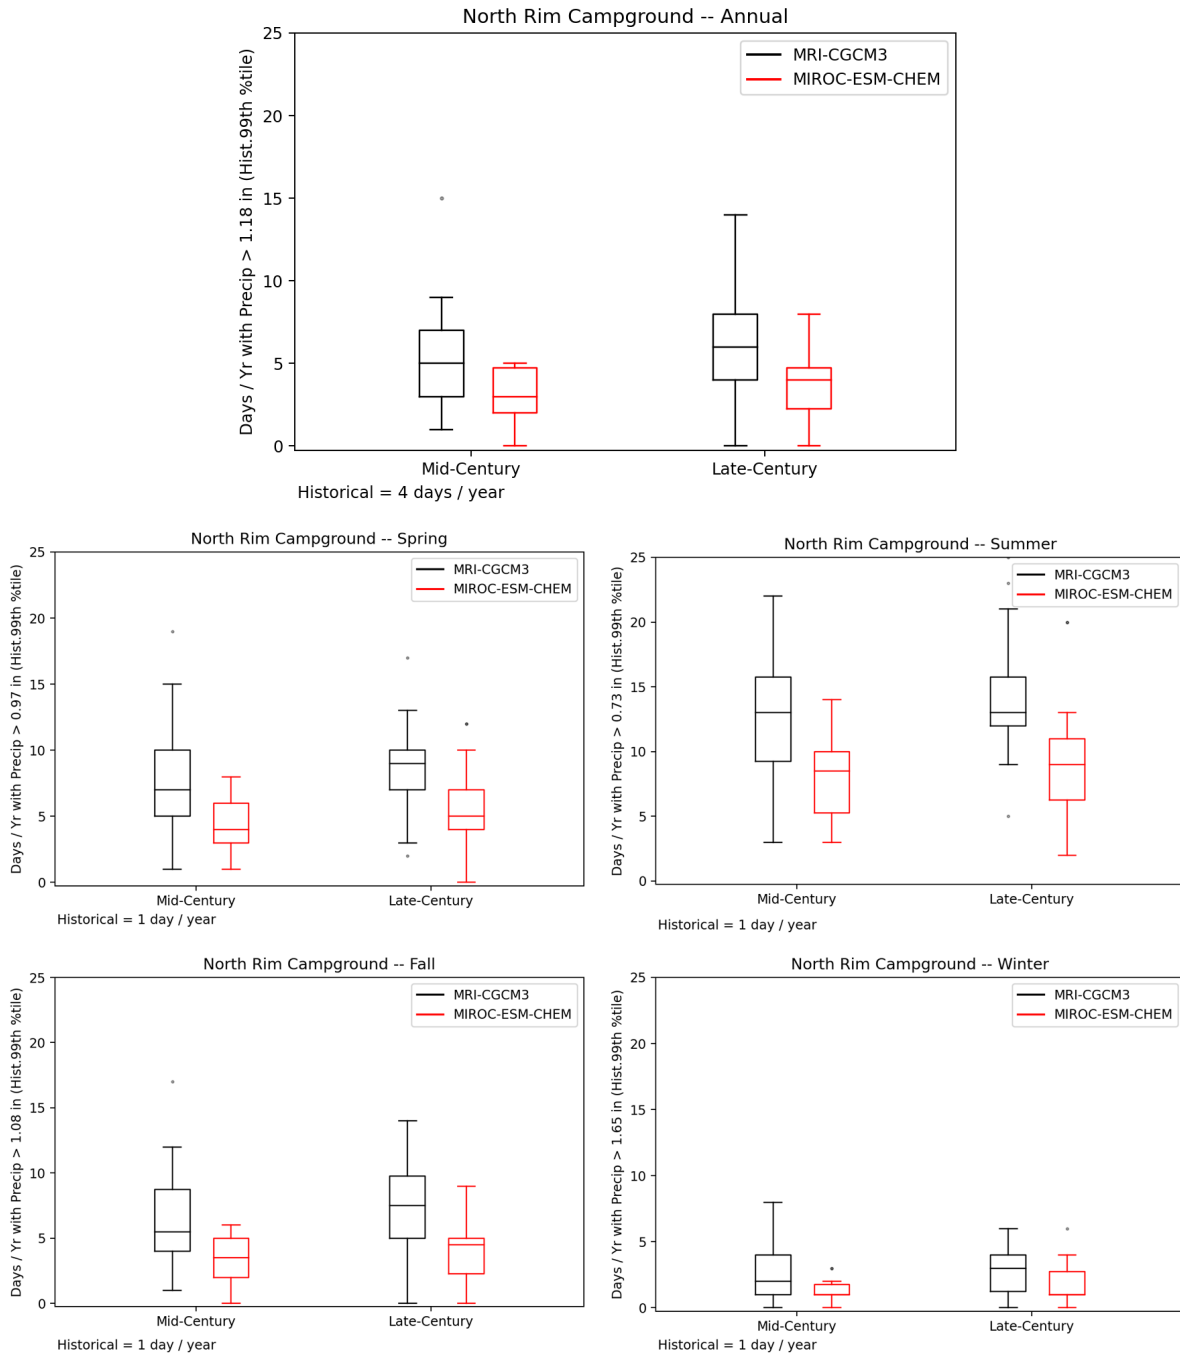 North Rim Campground -- Annual
Days / Yr with Precip > 1.18 in (Hist.99th %tile)
25
20
15
10
5
0
MRI-CGCM3
MIROC-ESM-CHEM
Mid-Century
Late-Century
Historical = 4 days / year
North Rim Campground -- Spring
Days / Yr with Precip > 0.97 in (Hist.99th %tile)
25
20
15
10
5
0
MRI-CGCM3
MIROC-ESM-CHEM
Mid-Century
Late-Century
Historical = 1 day / year
North Rim Campground -- Summer
Days / Yr with Precip > 0.73 in (Hist.99th %tile)
25
20
15
10
5
0
MRI-CGCM3
MIROC-ESM-CHEM
Mid-Century
Late-Century
Historical = 1 day / year
North Rim Campground -- Fall
Days / Yr with Precip > 1.08 in (Hist.99th %tile)
25
20
15
10
5
0
MRI-CGCM3
MIROC-ESM-CHEM
Mid-Century
Late-Century
Historical = 1 day / year
North Rim Campground -- Winter
Days / Yr with Precip > 1.65 in (Hist.99th %tile)
25
20
15
10
5
0
MRI-CGCM3
MIROC-ESM-CHEM
Mid-Century
Late-Century
Historical = 1 day / year